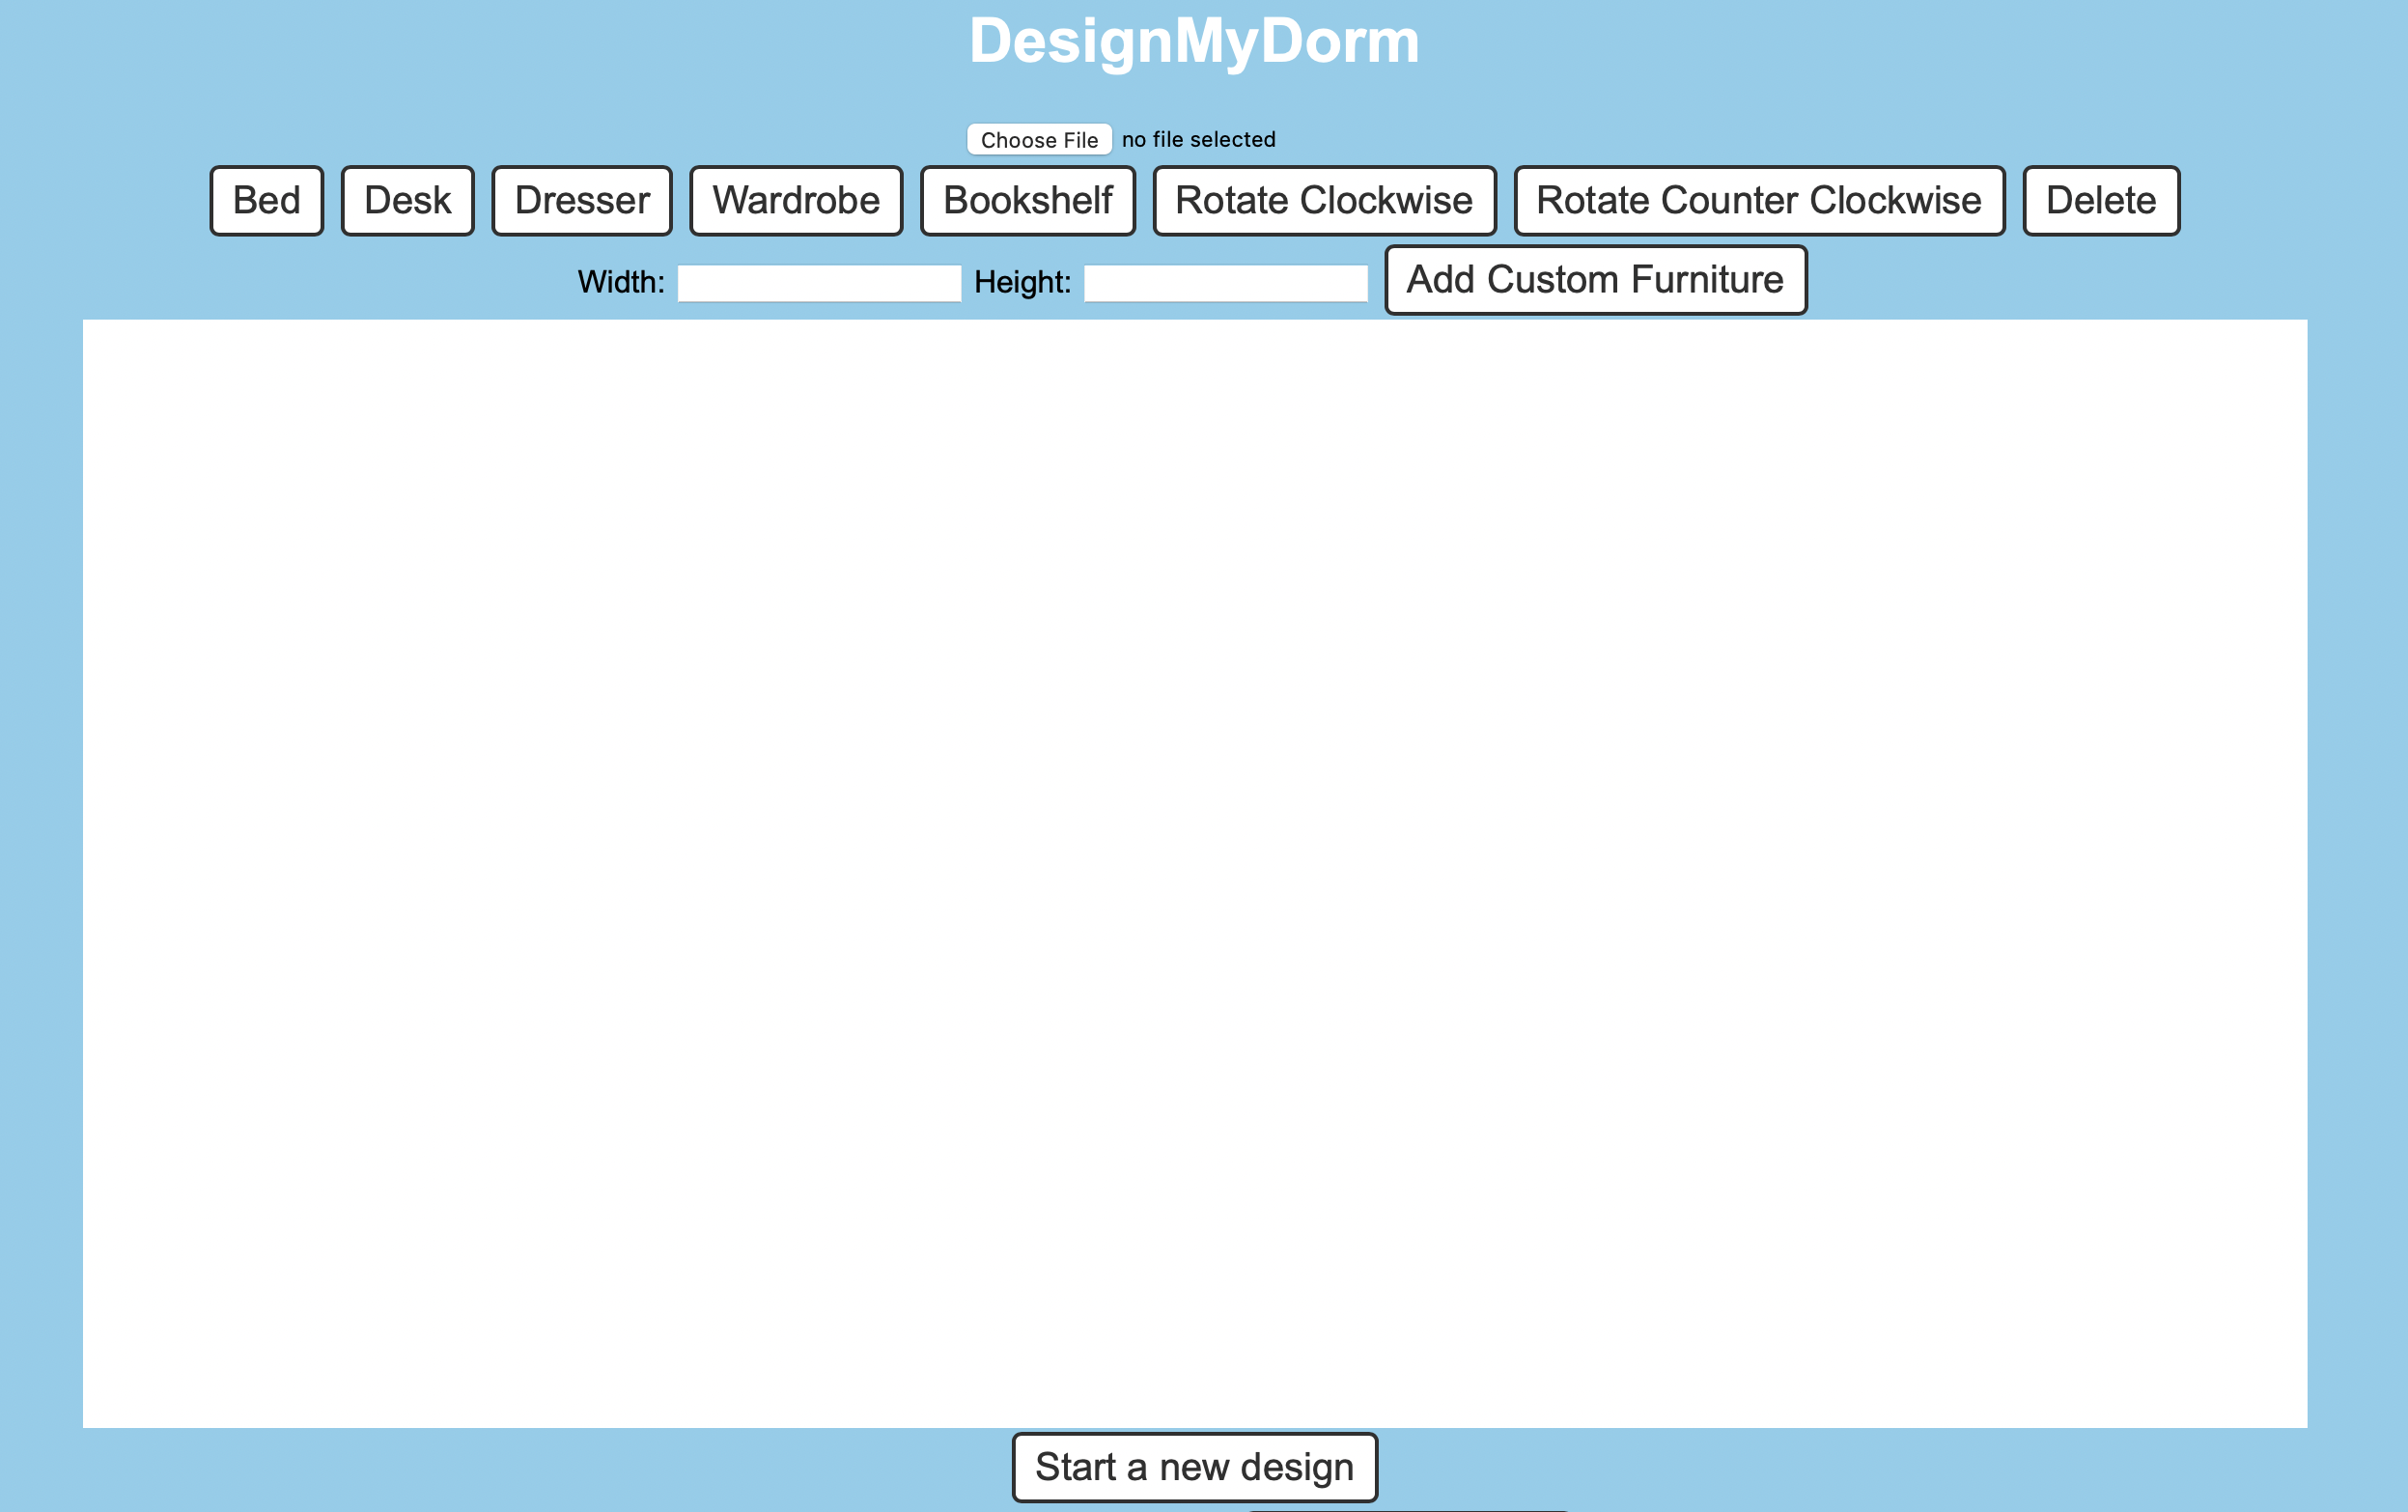 DesignMyDorm
Choose File no file selected
Bed Desk Dresser Wardrobe Bookshelf Rotate Clockwise Rotate Counter Clockwise Delete
Width: Height: Add Custom Furniture
Start a new design